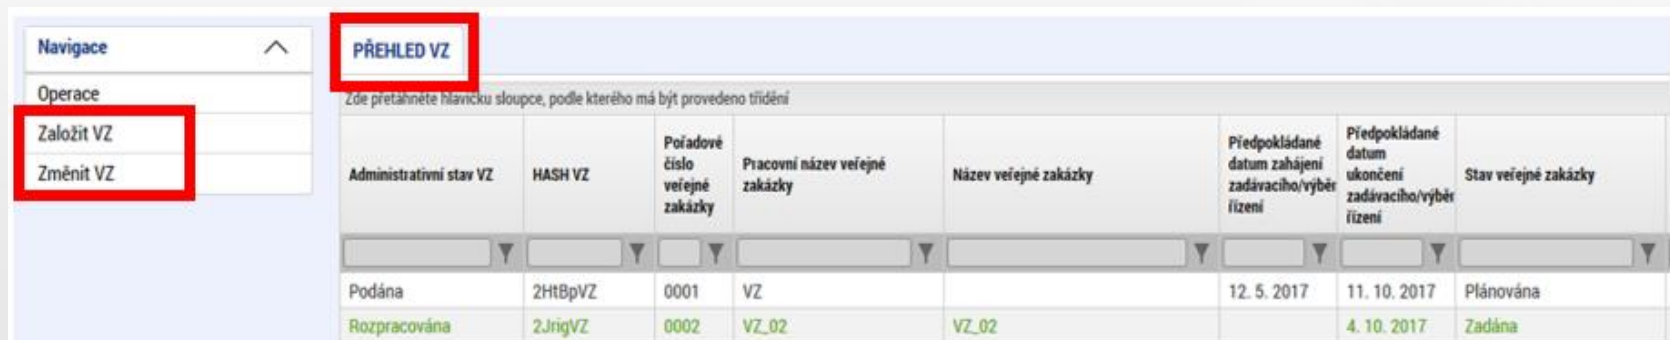 Navigace
Operace
Založit VZ
Změnit VZ
PŘEHLED VZ
Zde přetáhněte hlavičku sloupce, podle kterého má být provedeno třídění
Administrativní stav VZ
HASH VZ
Pořadové
číslo
veřejné
zakázky
Pracovní název veřejné
zakázky
Název veřejné zakázky
Předpokládané
datum zahájení
zadávacího/výběr
řízení
Předpokládané
datum
ukončení
zadávacího/výběr
řízení
Stav veřejné zakázky
Podána 2HtBpVZ 0001 VZ 12. 5. 2017 11. 10. 2017 Plánována
Rozpracována 2JrigVZ 0002 VZ_02 VZ_02 4. 10. 2017 Zadána